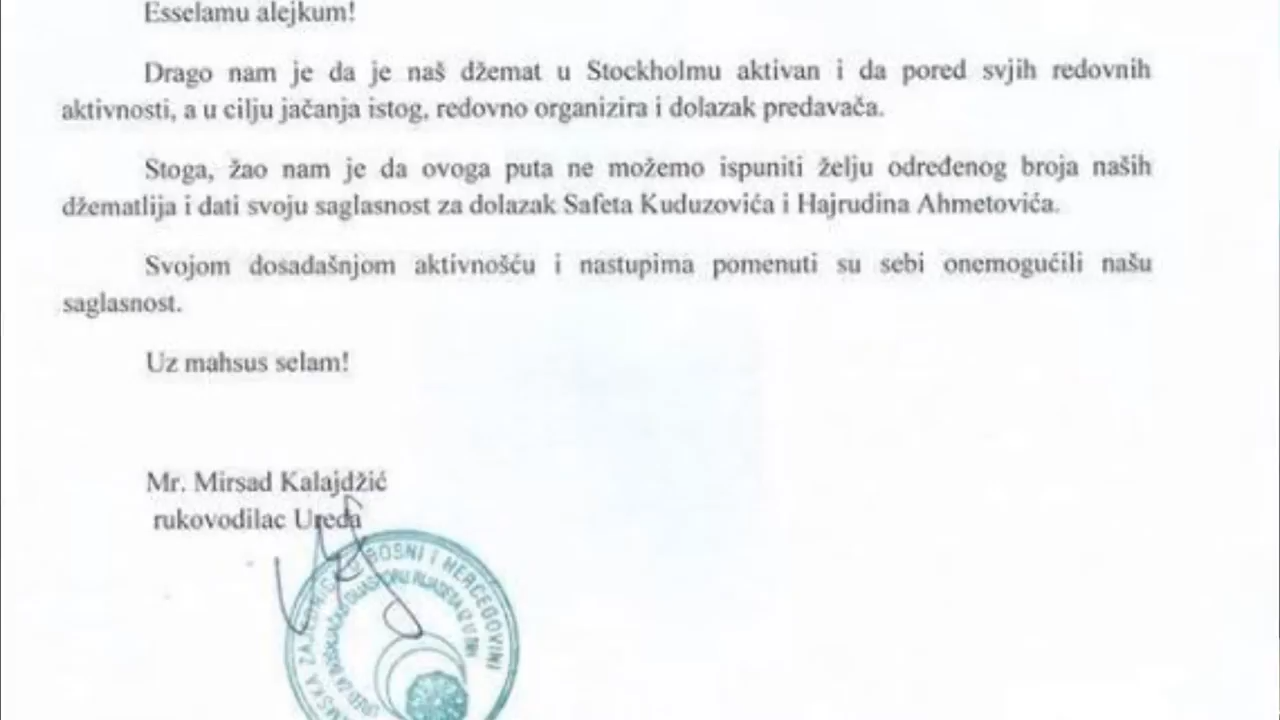 Esselamu alejkum!
Drago nam je da je naš džemat u Stockholmu aktivan i da pored svjih redovnih
aktivnosti, a u cilju jačanja istog, redovno organizira i dolazak predavača.
Stoga, žao nam je da ovoga puta ne možemo ispuniti želju određenog broja naših
džematlija i dati svoju saglasnost za dolazak Safeta Kuduzovića i Hajrudina Ahmetovića.
Svojom dosadašnjom aktivnošću i nastupima pomenuti su sebi onemogućili našu
saglasnost.
Uz mahsus selam!
Mr. Mirsad Kalajdžić
rukovodilac Ureda
BOSNI I HERCEGOVINI